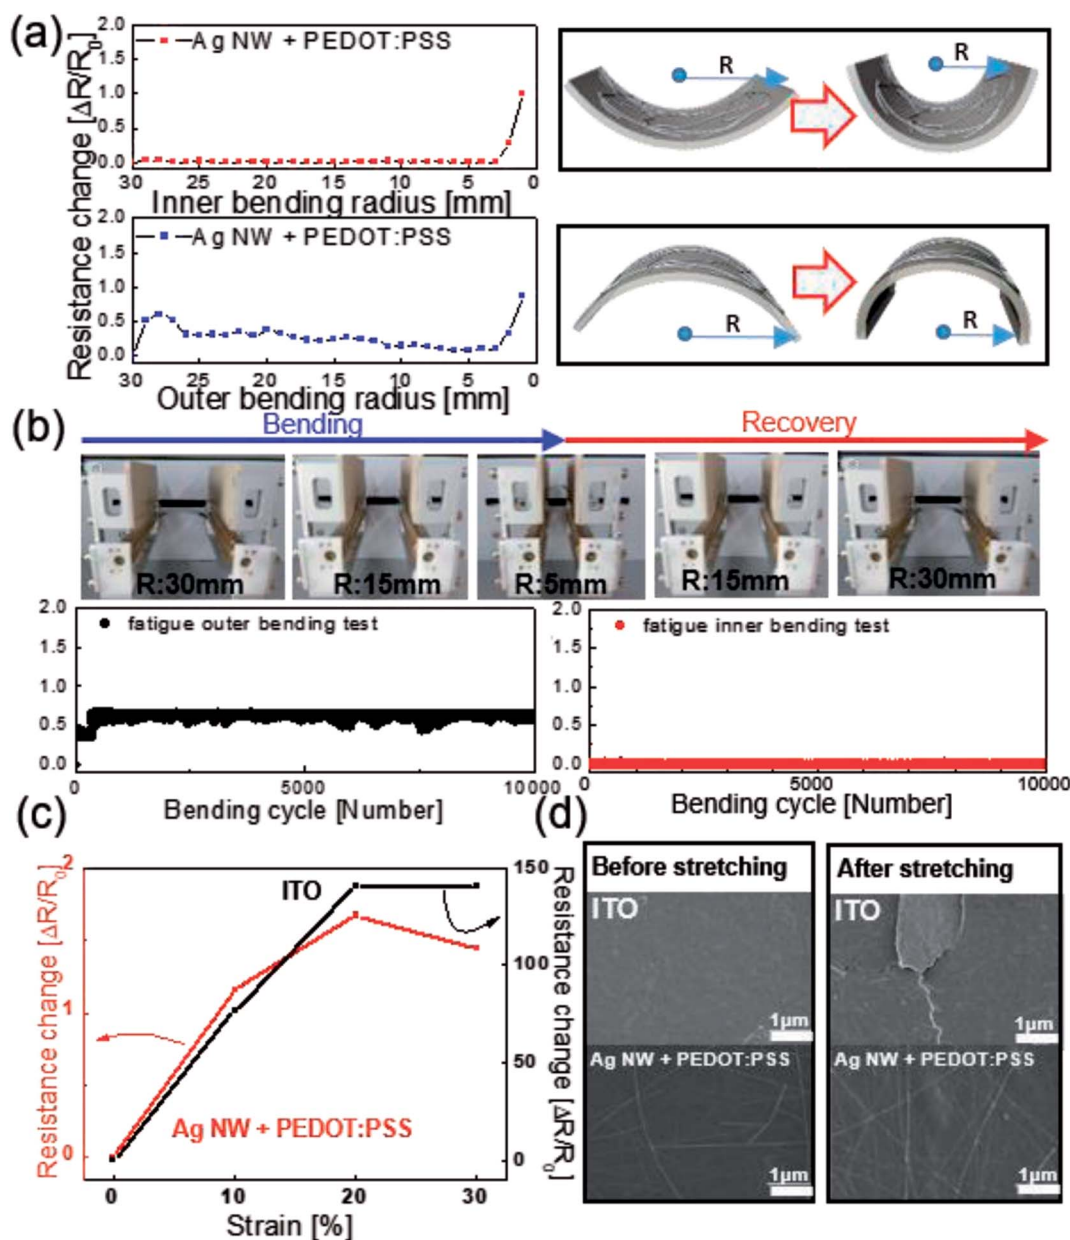 (a)
Resistance change [ΔR/R0]
2.0
1.5
1.0
0.5
0.0
Ag NW + PEDOT:PSS
30 25 20 15 10 5 0
Inner bending radius [mm]
R
R
2.0
1.5
1.0
0.5
0.0
Ag NW + PEDOT:PSS
30 25 20 15 10 5 0
Outer bending radius [mm]
R
R
(b)
Bending
Recovery
R:30mm
R:15mm
R:5mm
R:15mm
R:30mm
2.0
1.5
1.0
0.5
0.0
fatigue outer bending test
0 5000 10000
Bending cycle [Number]
2.0
1.5
1.0
0.5
0.0
fatigue inner bending test
0 5000 10000
Bending cycle [Number]
(c)
Resistance change [ΔR/R0]
2
1
0
ITO
Ag NW + PEDOT:PSS
150
100
50
0
Resistance change [ΔR/R0]
0 10 20 30
Strain [%]
(d)
Before stretching
ITO
1μm
Ag NW + PEDOT:PSS
1μm
After stretching
ITO
1μm
Ag NW + PEDOT:PSS
1μm